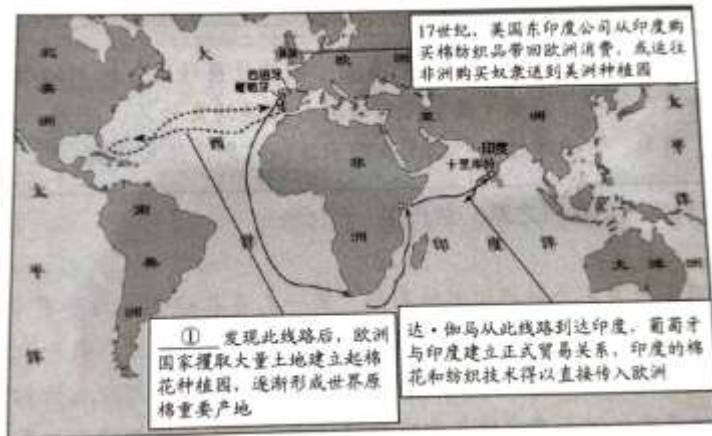 17世纪，英国东印度公司从印度购
买棉纺织品带回欧洲消费，或运往
非洲购买奴隶送到美洲种植园
北
美
洲
大
西
洋
英国
欧
洲
西班牙
葡萄牙
亚
洲
太
平
洋
印度
卡里库特
非
洲
太
平
洋
南
美
洲
印
度
洋
大
洋
洲
① 发现此线路后，欧洲
国家攫取大量土地建立起棉
花种植园，逐渐形成世界原
棉重要产地
达·伽马从此线路到达印度，葡萄牙
与印度建立正式贸易关系，印度的棉
花和纺织技术得以直接传入欧洲